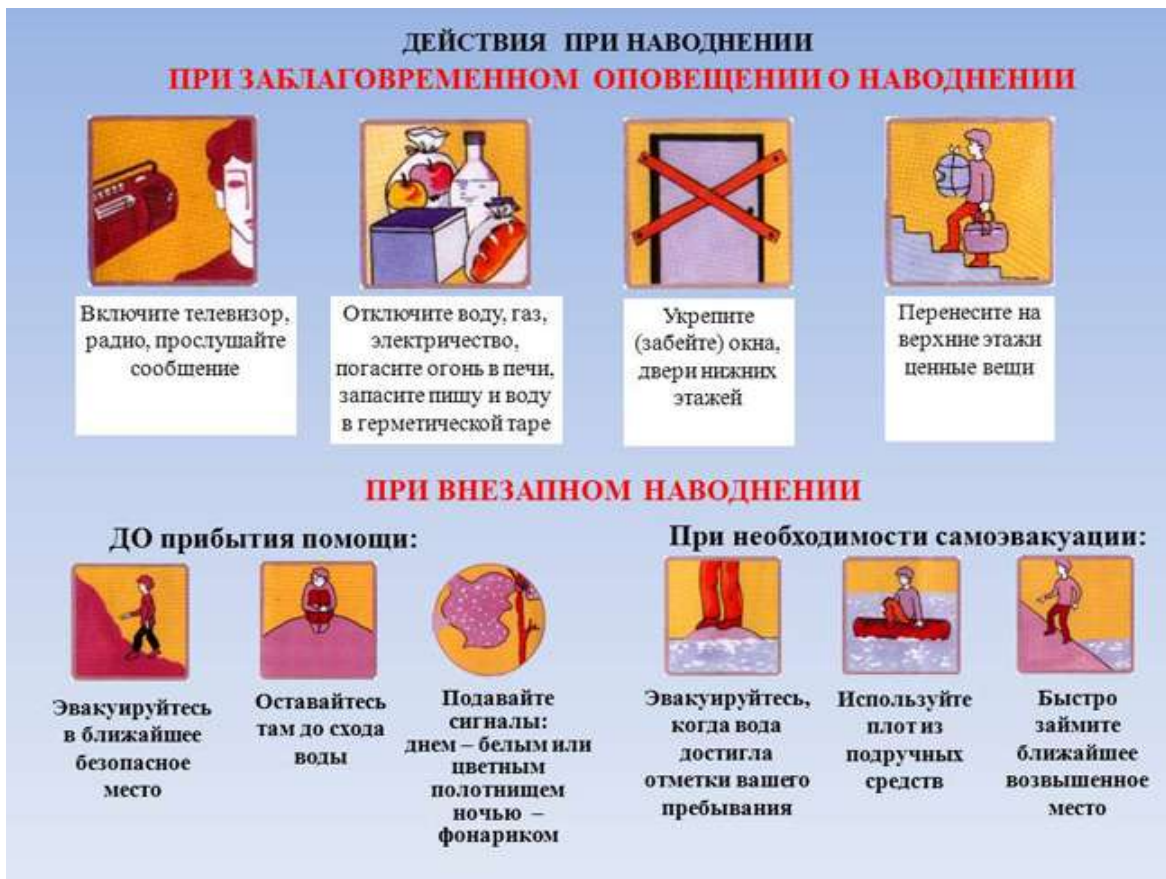 ДЕЙСТВИЯ ПРИ НАВОДНЕНИИ
ПРИ ЗАБЛАГОВРЕМЕННОМ ОПОВЕЩЕНИИ О НАВОДНЕНИИ
Включите телевизор,
радио, прослушайте
сообщение
Отключите воду, газ,
электричество,
погасите огонь в печи,
запасите пищу и воду
в герметической таре
Укрепите
(забейте) окна,
двери нижних
этажей
Перенесите на
верхние этажи
ценные вещи
ПРИ ВНЕЗАПНОМ НАВОДНЕНИИ
ДО прибытия помощи:
Эвакуируйтесь
в ближайшее
безопасное
место
Оставайтесь
там до схода
воды
Подавайте
сигналы:
днем – белым или
цветным
полотнищем
ночью –
фонариком
При необходимости самоэвакуации:
Эвакуируйтесь,
когда вода
достигла
отметки вашего
пребывания
Используйте
плот из
подручных
средств
Быстро
займите
ближайшее
возвышенное
место